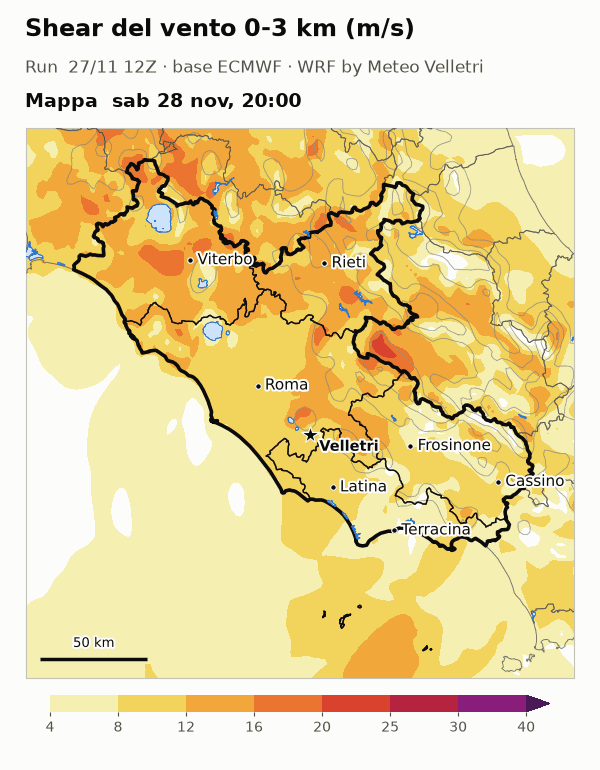 Shear del vento 0-3 km (m/s)
Run  27/11 12Z · base ECMWF · WRF by Meteo Velletri
Mappa  sab 28 nov, 20:00
Viterbo
Rieti
Roma
Velletri
Frosinone
Cassino
Latina
Terracina
50 km
4 8 12 16 20 25 30 40